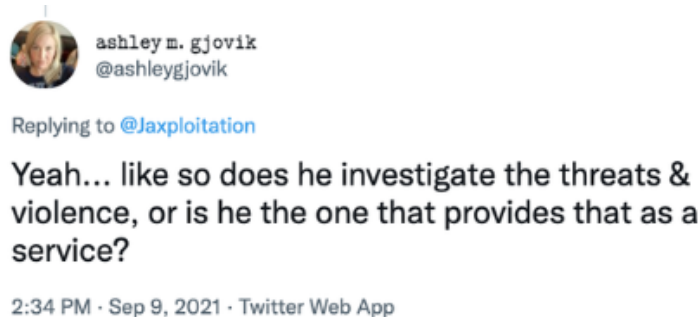 ashley m. gjovik
@ashleygjovik
Replying to @Jaxploitation
Yeah... like so does he investigate the threats &
violence, or is he the one that provides that as a
service?
2:34 PM · Sep 9, 2021 · Twitter Web App